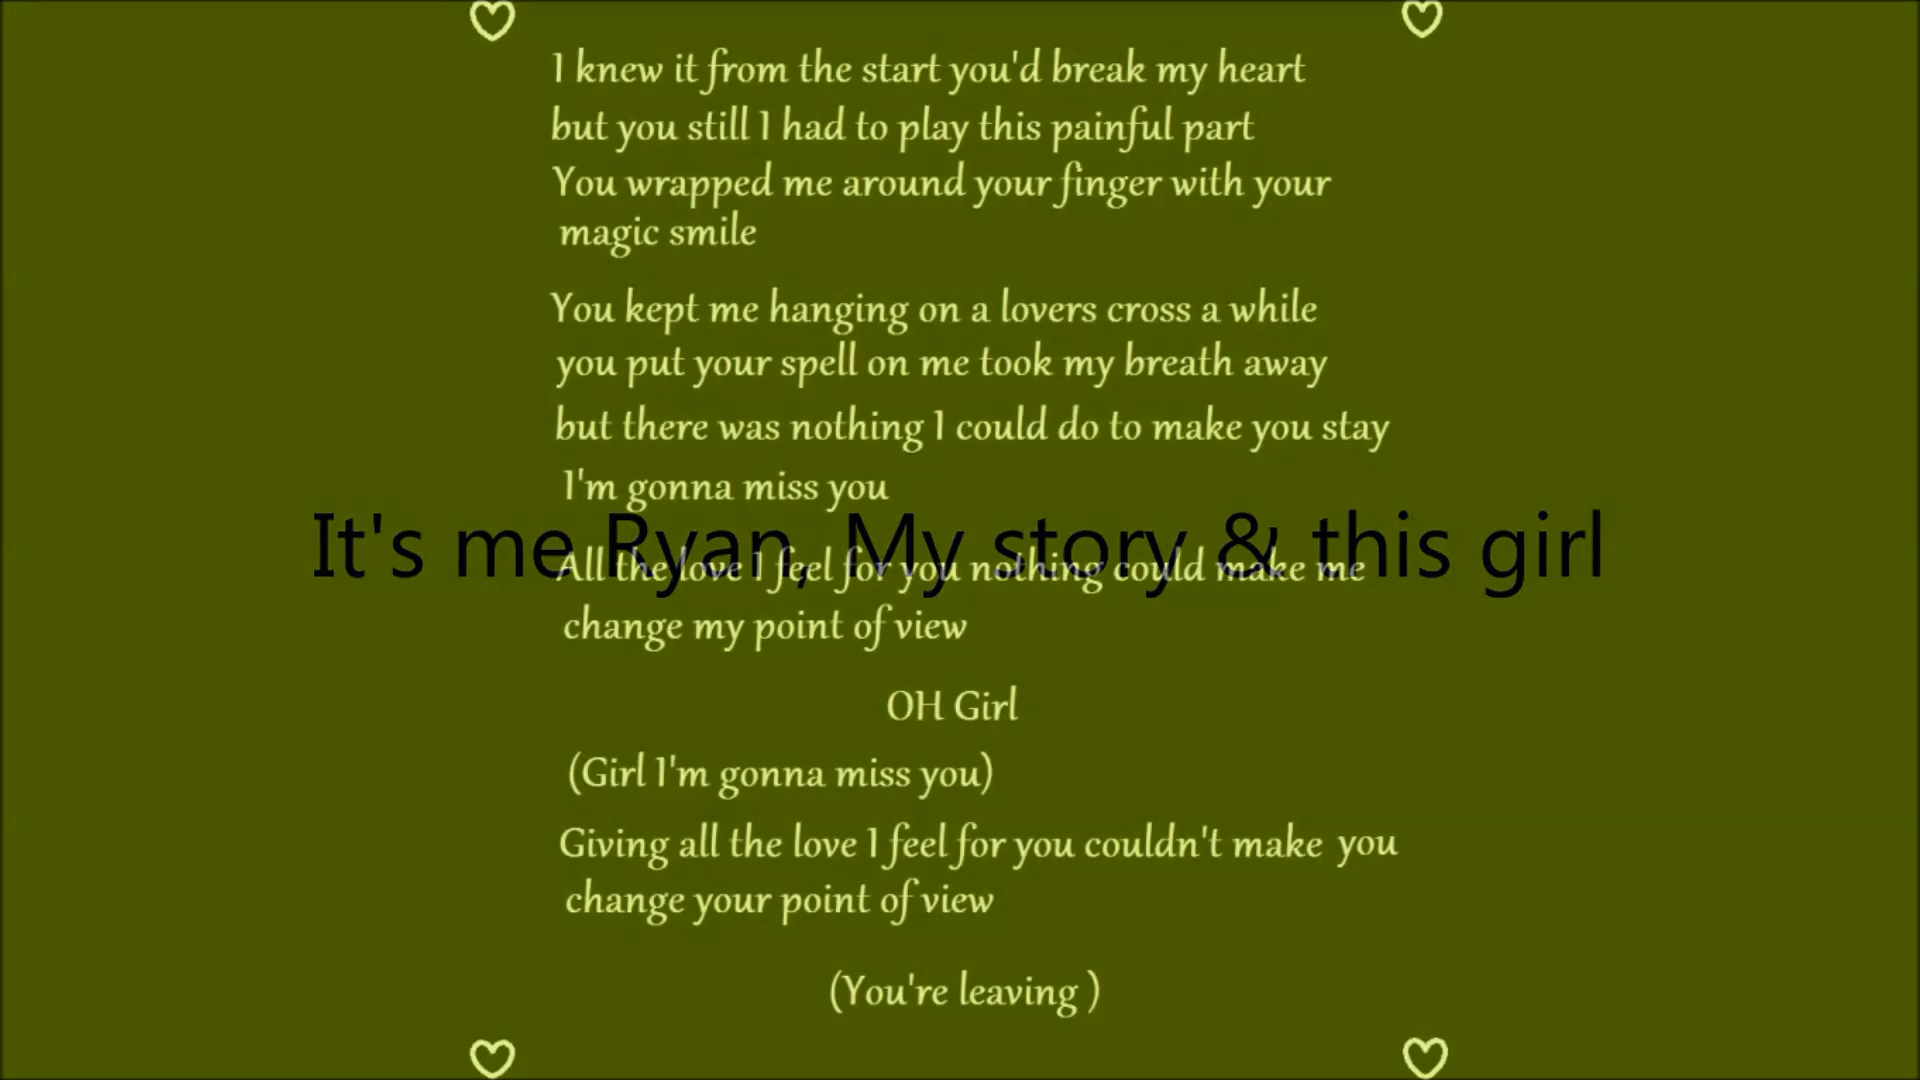 I knew it from the start you'd break my heart
but you still I had to play this painful part
You wrapped me around your finger with your
magic smile
You kept me hanging on a lovers cross a while
you put your spell on me took my breath away
but there was nothing I could do to make you stay
I'm gonna miss you
It's me Ryan, My story & this girl
All the love I feel for you nothing could make me
change my point of view
OH Girl
(Girl I'm gonna miss you)
Giving all the love I feel for you couldn't make you
change your point of view
(You're leaving )